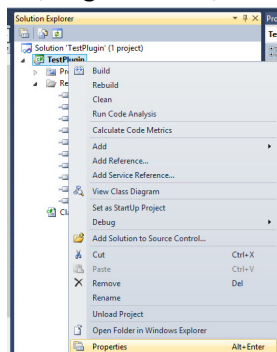 Solution Explorer
Solution 'TestPlugin' (1 project)
TestPlugin
Build
Rebuild
Clean
Run Code Analysis
Calculate Code Metrics
Add
Add Reference...
Add Service Reference...
View Class Diagram
Set as StartUp Project
Debug
Add Solution to Source Control...
Cut Ctrl+X
Paste Ctrl+V
Remove Del
Rename
Unload Project
Open Folder in Windows Explorer
Properties Alt+Enter